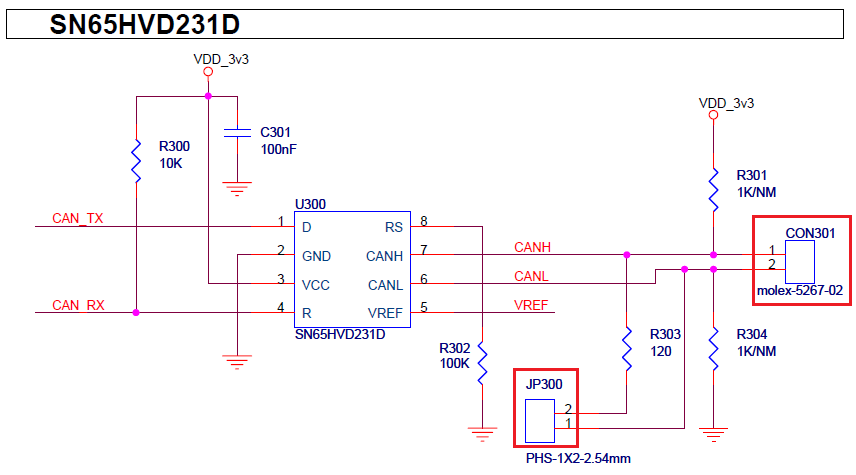 SN65HVD231D
VDD_3v3
VDD_3v3
C301
100nF
R300
10K
R301
1K/NM
U300
CAN_TX
1 D RS 8
2 GND CANH 7
CANH
CON301
1
2
molex-5267-02
3 VCC CANL 6
CANL
CAN_RX
4 R VREF 5
VREF
SN65HVD231D
R302
100K
R303
120
R304
1K/NM
JP300
2
1
PHS-1X2-2.54mm